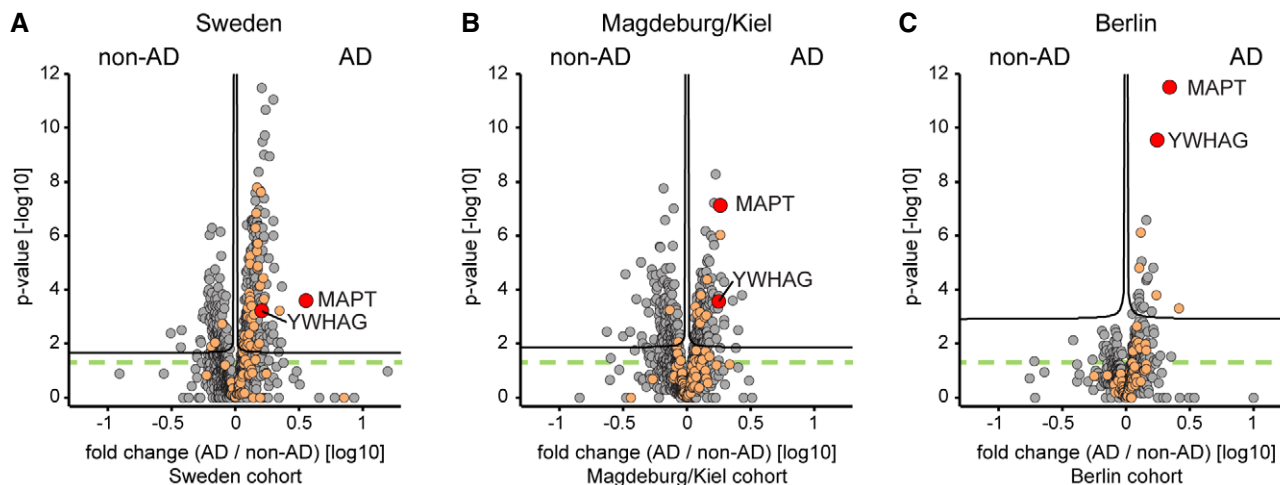 A
Sweden
non-AD
AD
p-value [-log10]
12
10
8
6
4
2
0
MAPT
YWHAG
-1
-0.5
0
0.5
1
fold change (AD / non-AD) [log10]
Sweden cohort
B
Magdeburg/Kiel
non-AD
AD
p-value [-log10]
12
10
8
6
4
2
0
MAPT
YWHAG
-1
-0.5
0
0.5
1
fold change (AD / non-AD) [log10]
Magdeburg/Kiel cohort
C
Berlin
non-AD
AD
p-value [-log10]
12
10
8
6
4
2
0
MAPT
YWHAG
-1
-0.5
0
0.5
1
fold change (AD / non-AD) [log10]
Berlin cohort